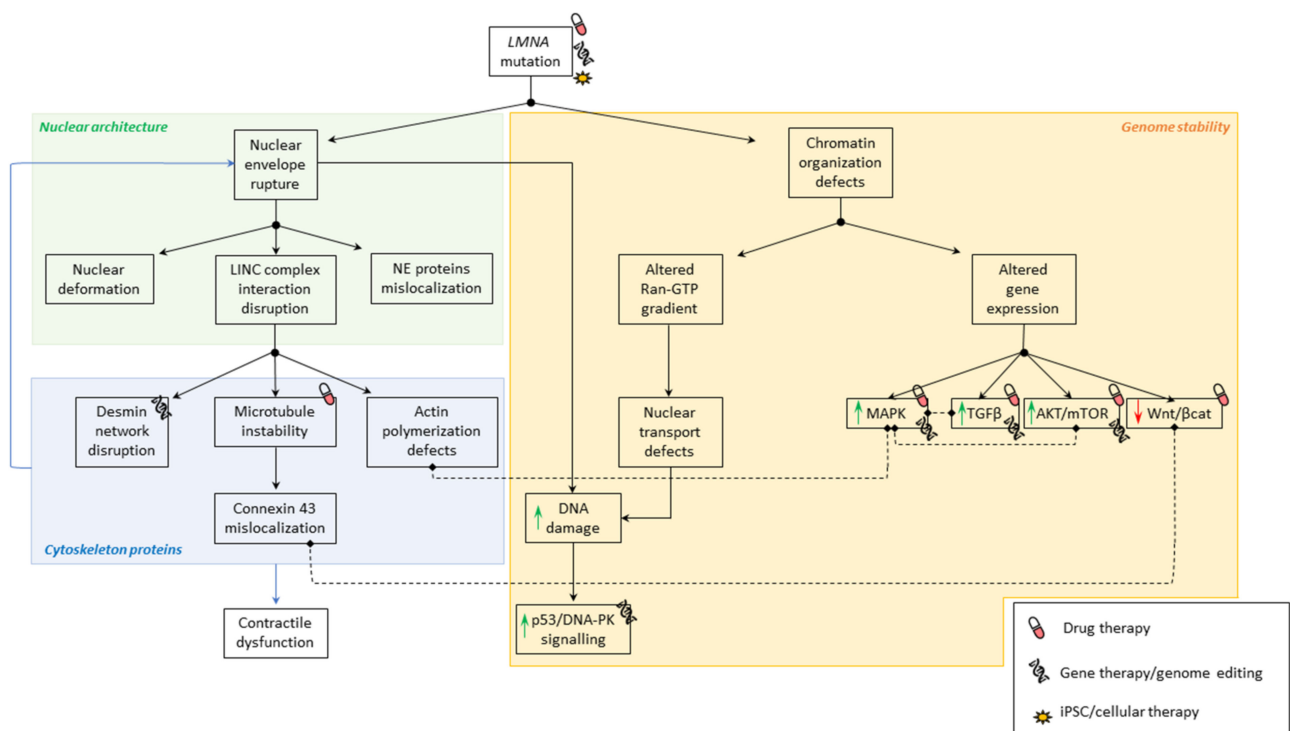 LMNA
mutation
Nuclear architecture
Genome stability
Nuclear
envelope
rupture
Chromatin
organization
defects
Nuclear
deformation
LINC complex
interaction
disruption
NE proteins
mislocalization
Altered
Ran-GTP
gradient
Altered
gene
expression
Desmin
network
disruption
Microtubule
instability
Actin
polymerization
defects
Nuclear
transport
defects
MAPK
TGFβ
AKT/mTOR
Wnt/βcat
Connexin 43
mislocalization
DNA
damage
Cytoskeleton proteins
Contractile
dysfunction
p53/DNA-PK
signalling
Drug therapy
Gene therapy/genome editing
iPSC/cellular therapy